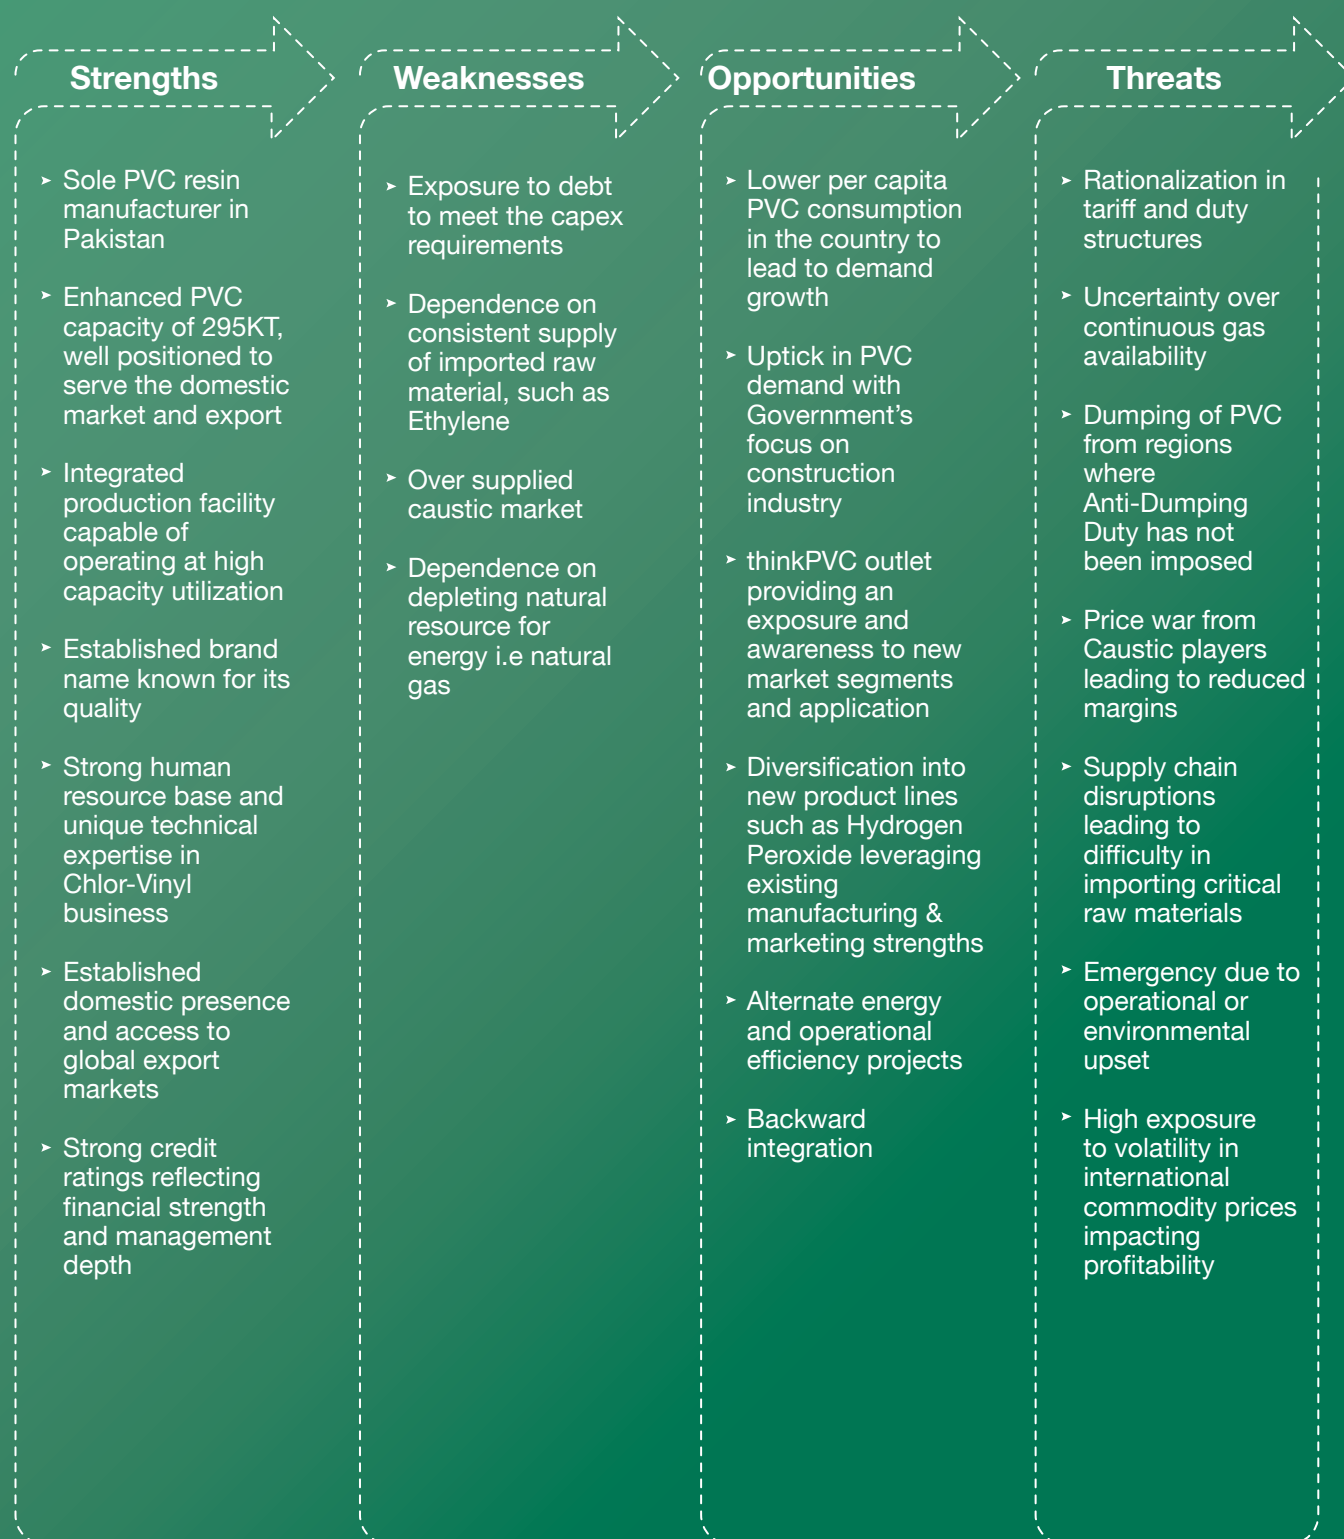 Strengths
Sole PVC resin
manufacturer in
Pakistan
Enhanced PVC
capacity of 295KT,
well positioned to
serve the domestic
market and export
Integrated
production facility
capable of
operating at high
capacity utilization
Established brand
name known for its
quality
Strong human
resource base and
unique technical
expertise in
Chlor-Vinyl
business
Established
domestic presence
and access to
global export
markets
Strong credit
ratings reflecting
financial strength
and management
depth
Weaknesses
Exposure to debt
to meet the capex
requirements
Dependence on
consistent supply
of imported raw
material, such as
Ethylene
Over supplied
caustic market
Dependence on
depleting natural
resource for
energy i.e natural
gas
Opportunities
Lower per capita
PVC consumption
in the country to
lead to demand
growth
Uptick in PVC
demand with
Government’s
focus on
construction
industry
thinkPVC outlet
providing an
exposure and
awareness to new
market segments
and application
Diversification into
new product lines
such as Hydrogen
Peroxide leveraging
existing
manufacturing &
marketing strengths
Alternate energy
and operational
efficiency projects
Backward
integration
Threats
Rationalization in
tariff and duty
structures
Uncertainty over
continuous gas
availability
Dumping of PVC
from regions
where
Anti-Dumping
Duty has not
been imposed
Price war from
Caustic players
leading to reduced
margins
Supply chain
disruptions
leading to
difficulty in
importing critical
raw materials
Emergency due to
operational or
environmental
upset
High exposure
to volatility in
international
commodity prices
impacting
profitability